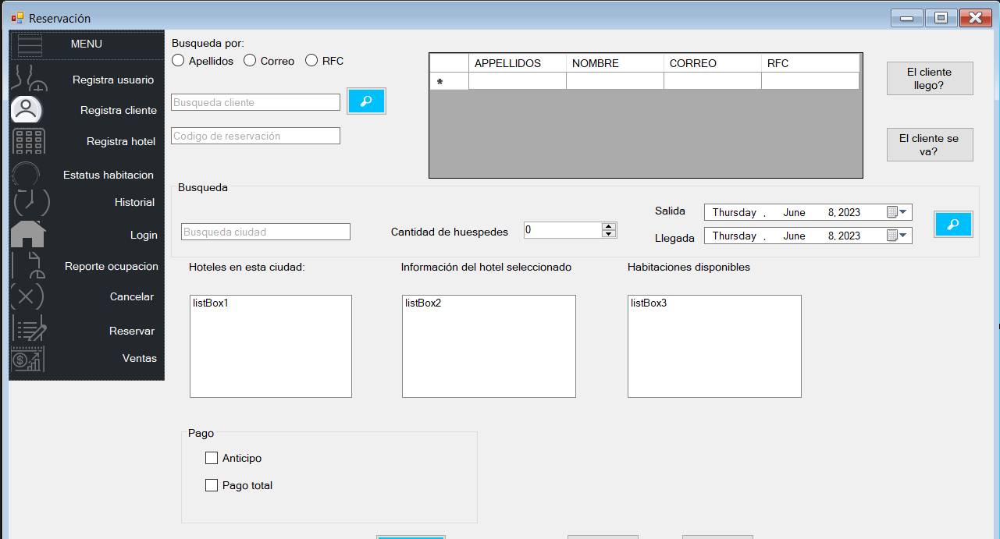 Reservación
MENU
Registra usuario
Registra cliente
Registra hotel
Estatus habitacion
Historial
Login
Reporte ocupacion
Cancelar
Reservar
Ventas
Busqueda por:
Apellidos Correo RFC
Busqueda cliente
Codigo de reservación
APPELLIDOS NOMBRE CORREO RFC
*
El cliente
llego?
El cliente se
va?
Busqueda
Busqueda ciudad
Cantidad de huespedes 0
Salida Thursday , June 8, 2023
Llegada Thursday , June 8, 2023
Hoteles en esta ciudad:
Información del hotel seleccionado
Habitaciones disponibles
listBox1
listBox2
listBox3
Pago
Anticipo
Pago total